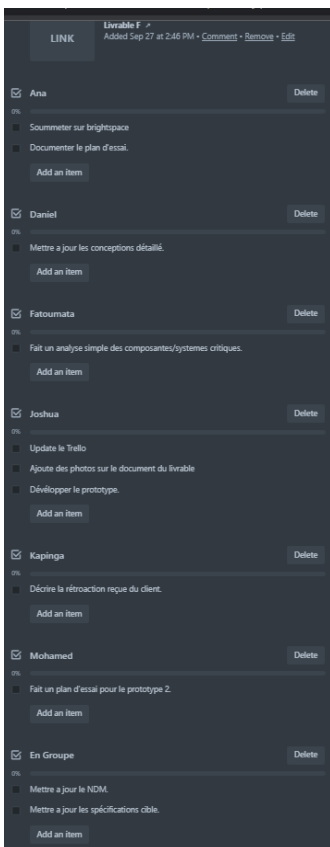 Livrable F ↗
LINK
Added Sep 27 at 2:46 PM • Comment • Remove • Edit
Ana
Delete
0%
Soummeter sur brightspace
Documenter le plan d'essai.
Add an item
Daniel
Delete
0%
Mettre a jour les conceptions détaillé.
Add an item
Fatoumata
Delete
0%
Fait un analyse simple des composantes/systemes critiques.
Add an item
Joshua
Delete
0%
Update le Trello
Ajoute des photos sur le document du livrable
Dévélopper le prototype.
Add an item
Kapinga
Delete
0%
Décrire la rétroaction reçue du client.
Add an item
Mohamed
Delete
0%
Fait un plan d'essai pour le prototype 2.
Add an item
En Groupe
Delete
0%
Mettre a jour le NDM.
Mettre a jour les spécifications cible.
Add an item